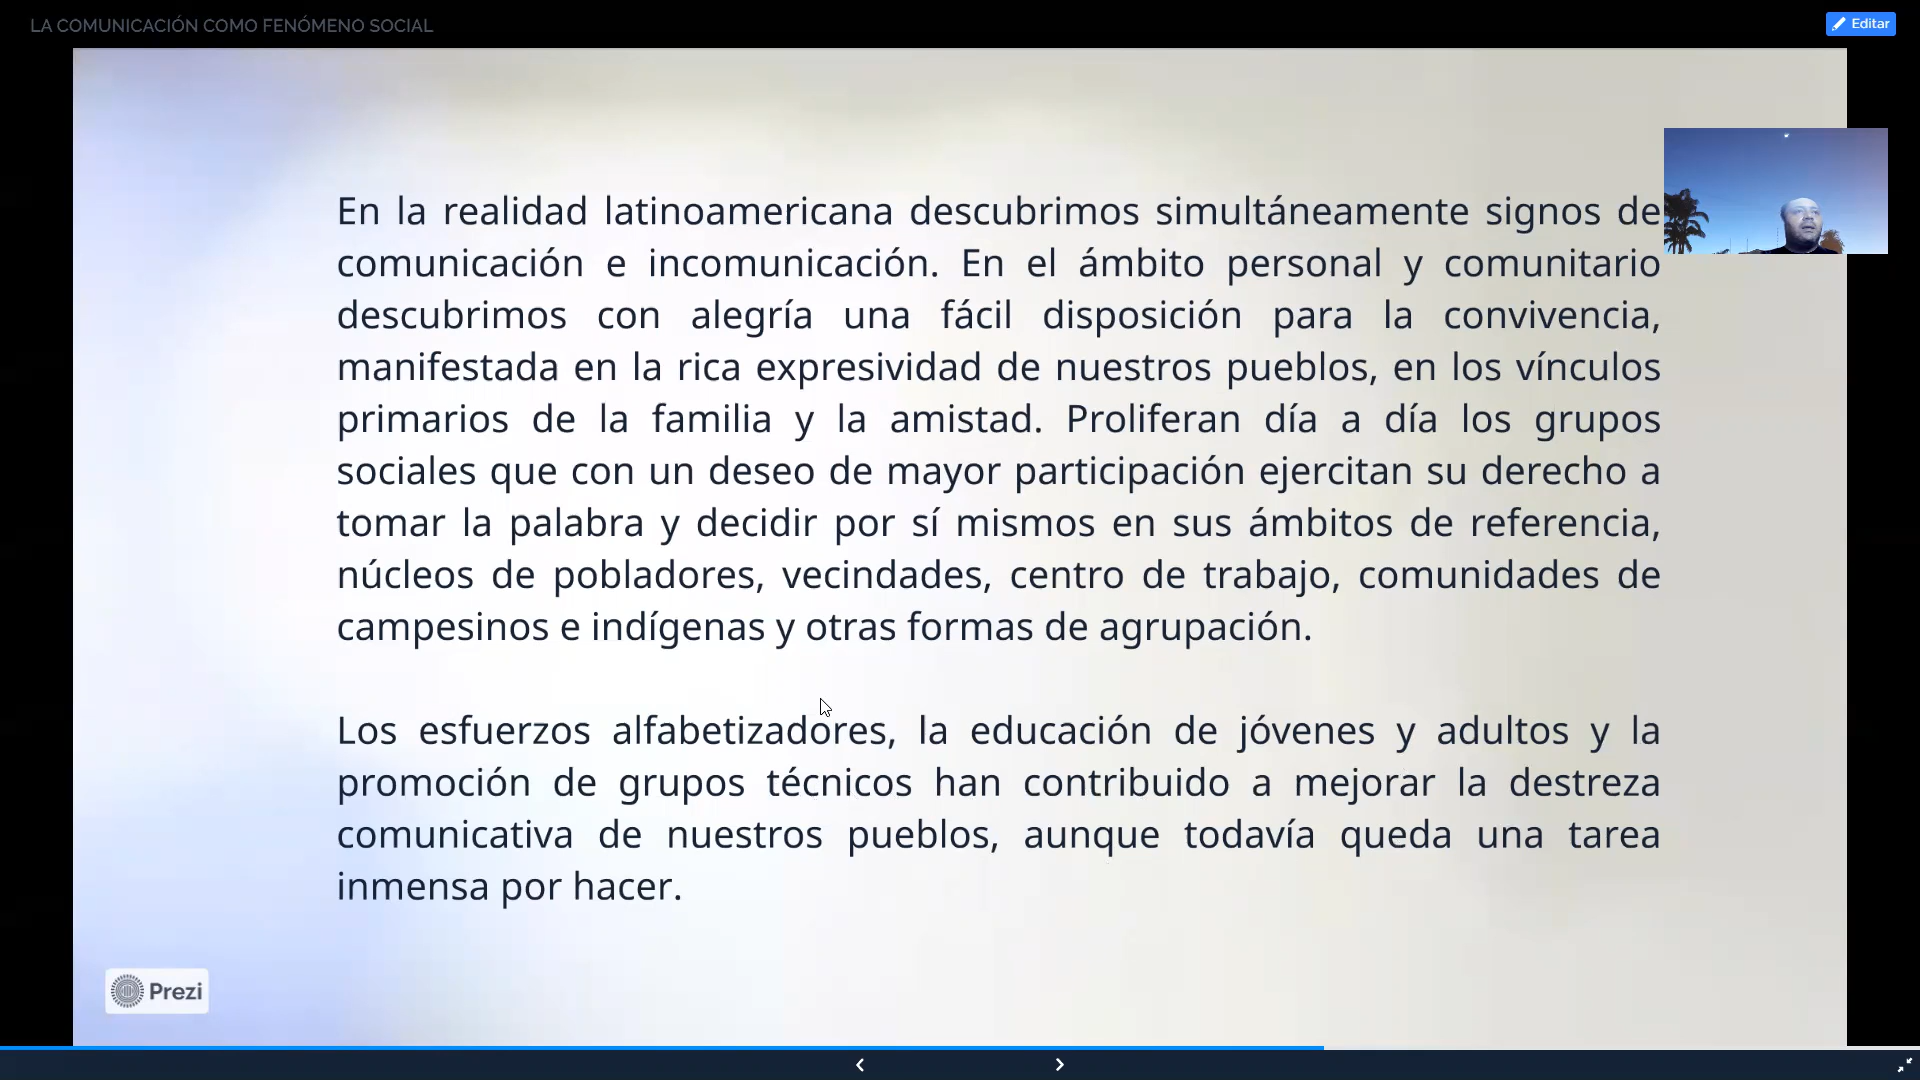 LA COMUNICACIÓN COMO FENÓMENO SOCIAL
Editar
En la realidad latinoamericana descubrimos simultáneamente signos de
comunicación e incomunicación. En el ámbito personal y comunitario
descubrimos con alegría una fácil disposición para la convivencia,
manifestada en la rica expresividad de nuestros pueblos, en los vínculos
primarios de la familia y la amistad. Proliferan día a día los grupos
sociales que con un deseo de mayor participación ejercitan su derecho a
tomar la palabra y decidir por sí mismos en sus ámbitos de referencia,
núcleos de pobladores, vecindades, centro de trabajo, comunidades de
campesinos e indígenas y otras formas de agrupación.
Los esfuerzos alfabetizadores, la educación de jóvenes y adultos y la
promoción de grupos técnicos han contribuido a mejorar la destreza
comunicativa de nuestros pueblos, aunque todavía queda una tarea
inmensa por hacer.
Prezi